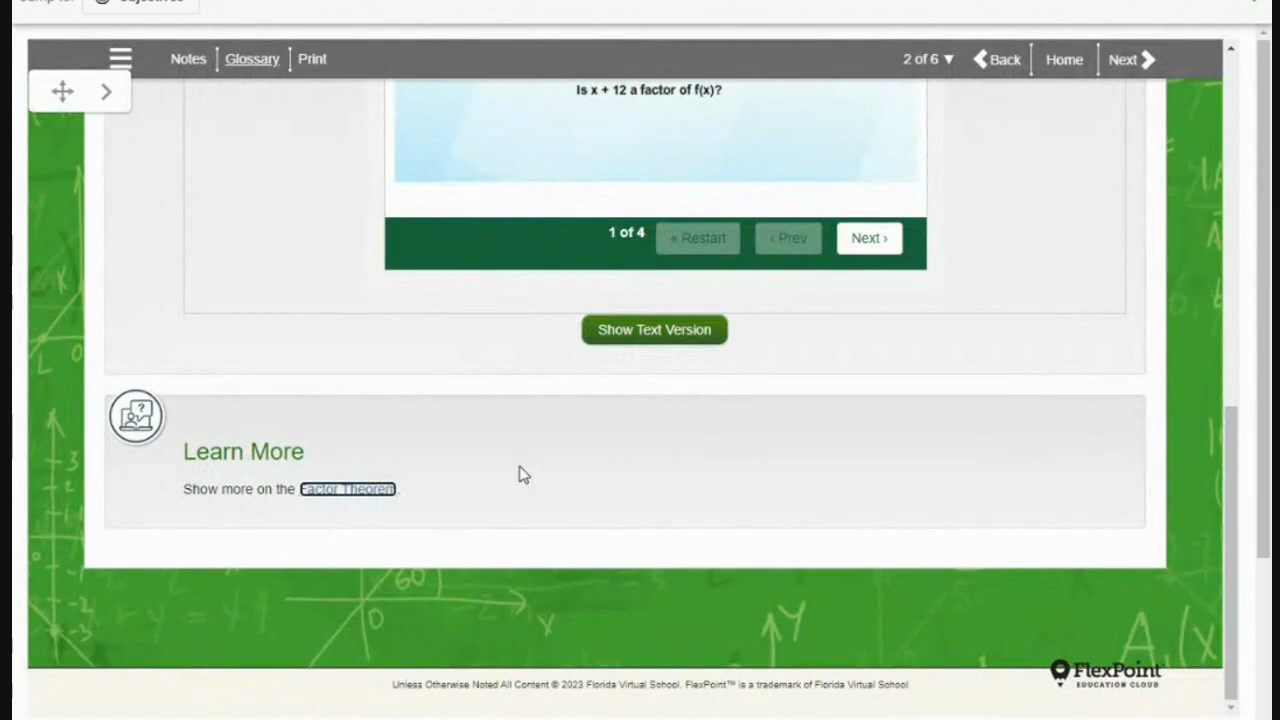 Notes Glossary Print 2 of 6 ▼ Back Home Next
Is x + 12 a factor of f(x)?
1 of 4 « Restart ‹ Prev Next ›
Show Text Version
Learn More
Show more on the Factor Theorem.
FlexPoint
EDUCATION CLOUD
Unless Otherwise Noted All Content © 2023 Florida Virtual School. FlexPoint™ is a trademark of Florida Virtual School.